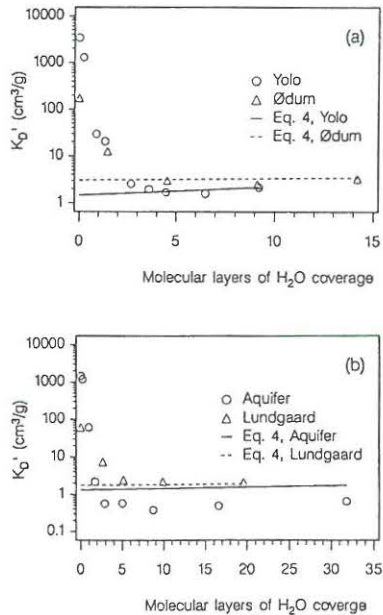 (a)
10000
1000
100
10
1
K_D' (cm³/g)
Yolo
Ødum
Eq. 4, Yolo
Eq. 4, Ødum
0 5 10 15
Molecular layers of H₂O coverage
(b)
10000
1000
100
10
1
0.1
K_D' (cm³/g)
Aquifer
Lundgaard
Eq. 4, Aquifer
Eq. 4, Lundgaard
0 5 10 15 20 25 30 35
Molecular layers of H₂O coverge